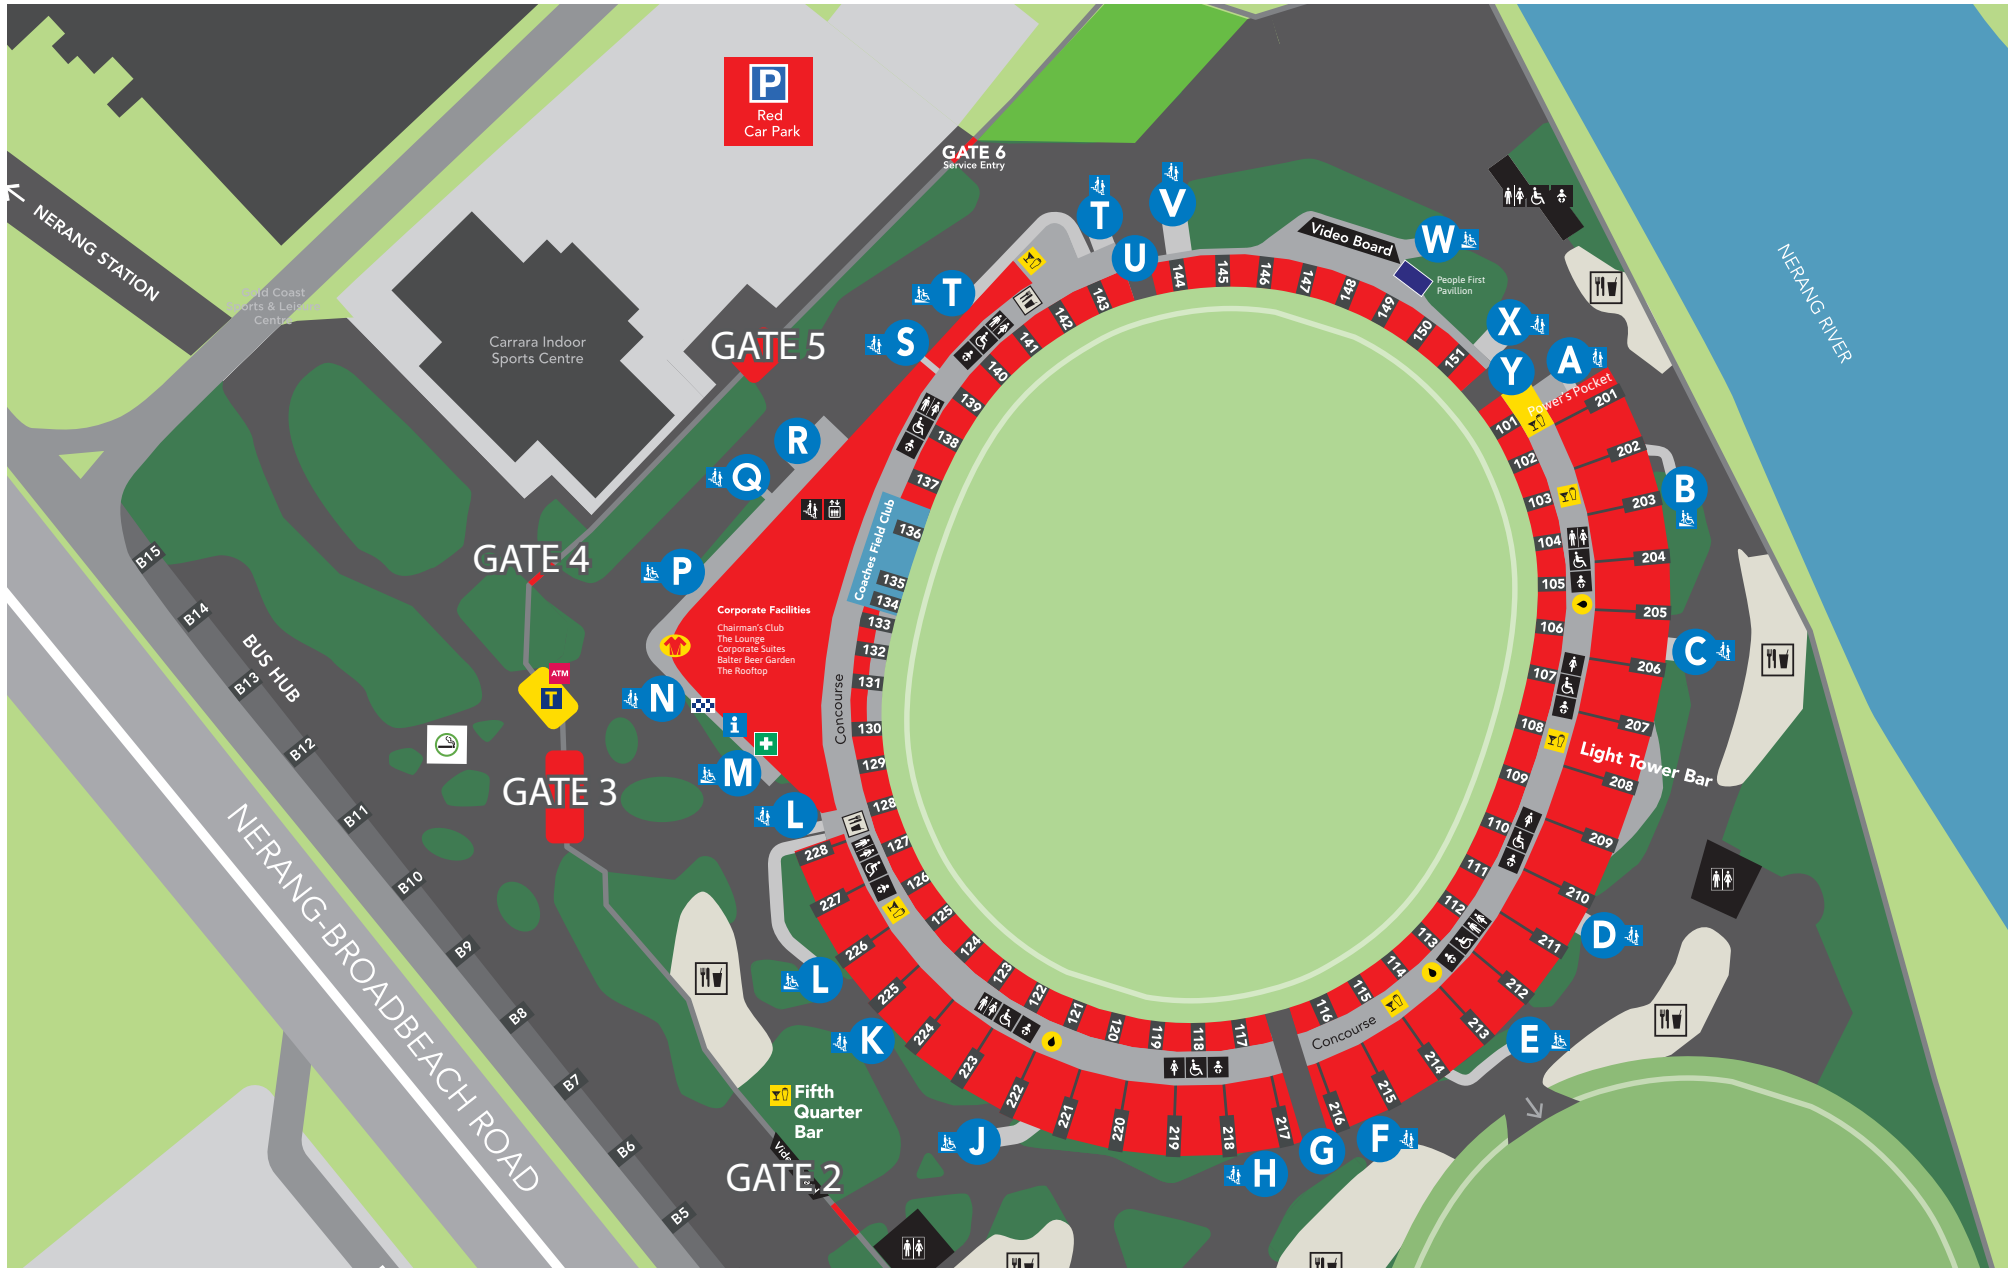 P
Red
Car Park
GATE 6
Service Entry
NERANG STATION
Gold Coast
Sports & Leisure
Centre
Carrara Indoor
Sports Centre
GATE 5
GATE 4
GATE 3
GATE 2
T
V
U
W
T
S
R
Q
P
N
M
L
L
K
J
H
G
F
E
D
C
B
A
Y
X
Video Board
People First
Pavilion
Power's Pocket
NERANG RIVER
Light Tower Bar
Coaches Field Club
Corporate Facilities
Chairman's Club
The Lounge
Corporate Suites
Balter Beer Garden
The Rooftop
Concourse
Concourse
ATM
T
i
BUS HUB
NERANG-BROADBEACH ROAD
Fifth
Quarter
Bar
B15
B14
B13
B12
B11
B10
B9
B8
B7
B6
B5
101
102
103
104
105
106
107
108
109
110
111
112
113
114
115
116
117
118
119
120
121
122
123
124
125
126
127
128
129
130
131
132
133
134
135
136
137
138
139
140
141
142
143
144
145
146
147
148
149
150
151
201
202
203
204
205
206
207
208
209
210
211
212
213
214
215
216
217
218
219
220
221
222
223
224
225
226
227
228